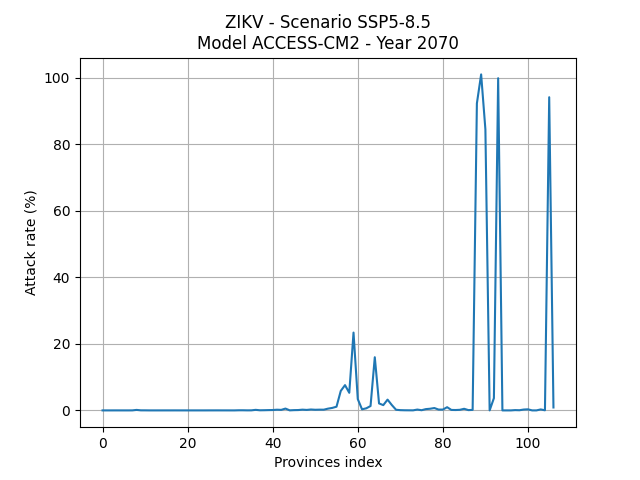 ZIKV - Scenario SSP5-8.5
Model ACCESS-CM2 - Year 2070
100
80
60
40
20
0
Attack rate (%)
0 20 40 60 80 100
Provinces index